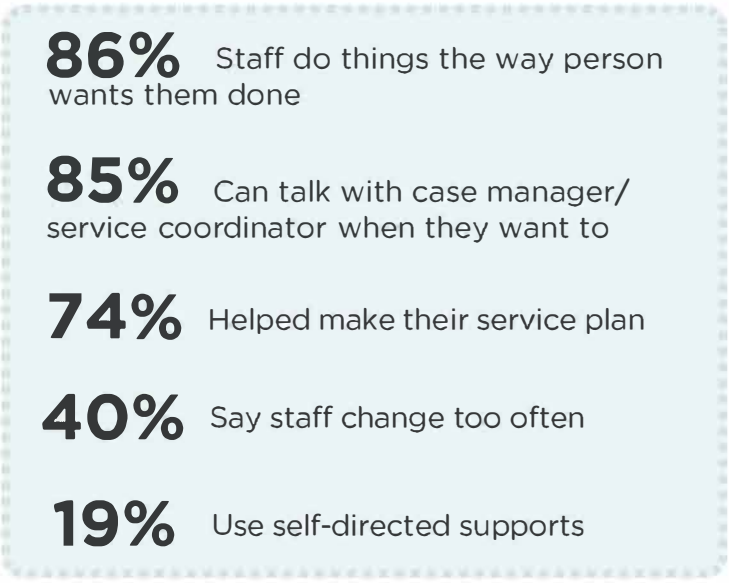 86% Staff do things the way person
wants them done
85% Can talk with case manager/
service coordinator when they want to
74% Helped make their service plan
40% Say staff change too often
19% Use self-directed supports